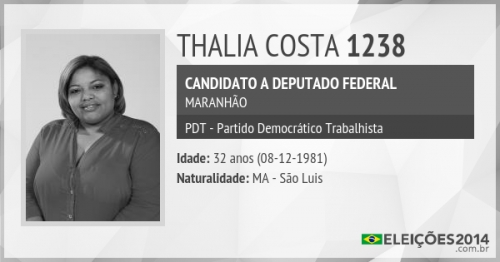 THALIA COSTA 1238
CANDIDATO A DEPUTADO FEDERAL
MARANHÃO
PDT - Partido Democrático Trabalhista
Idade: 32 anos (08-12-1981)
Naturalidade: MA - São Luis
ELEIÇÕES2014
.com.br